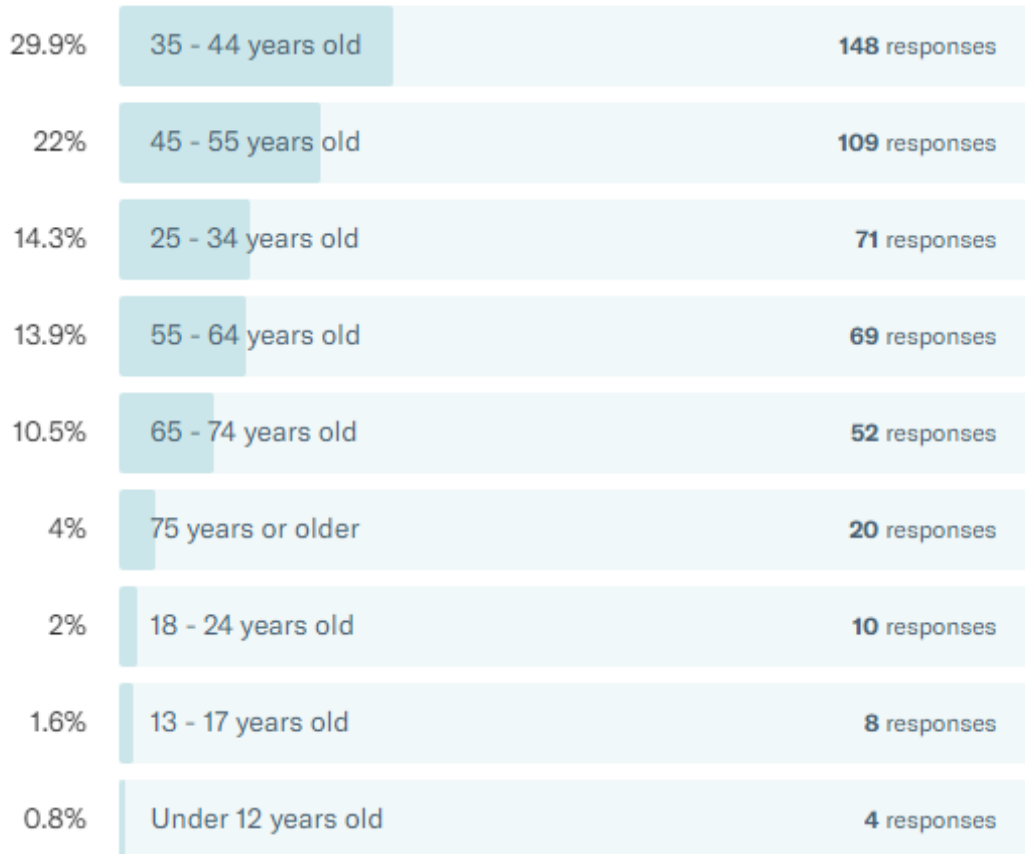 29.9% 35 - 44 years old 148 responses
22% 45 - 55 years old 109 responses
14.3% 25 - 34 years old 71 responses
13.9% 55 - 64 years old 69 responses
10.5% 65 - 74 years old 52 responses
4% 75 years or older 20 responses
2% 18 - 24 years old 10 responses
1.6% 13 - 17 years old 8 responses
0.8% Under 12 years old 4 responses